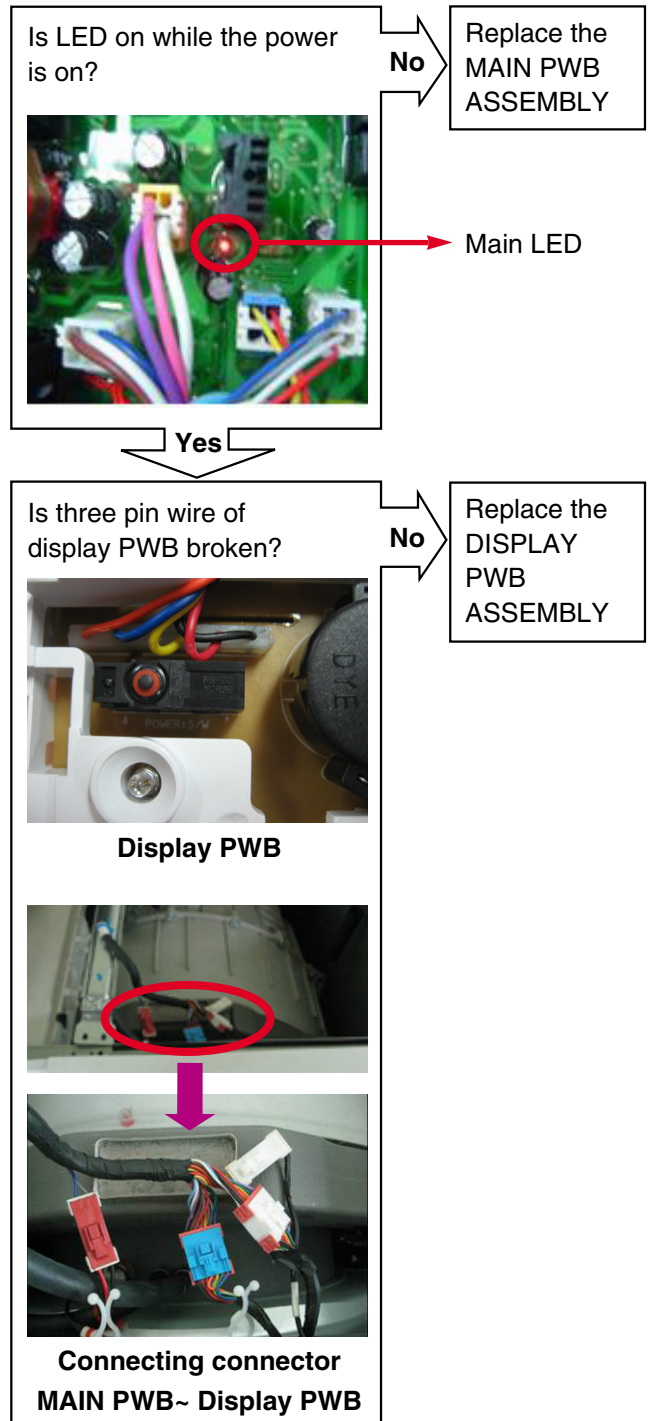 Is LED on while the power
is on?
No
Replace the
MAIN PWB
ASSEMBLY
Main LED
Yes
Is three pin wire of
display PWB broken?
No
Replace the
DISPLAY
PWB
ASSEMBLY
DYE
Display PWB
Connecting connector
MAIN PWB~ Display PWB